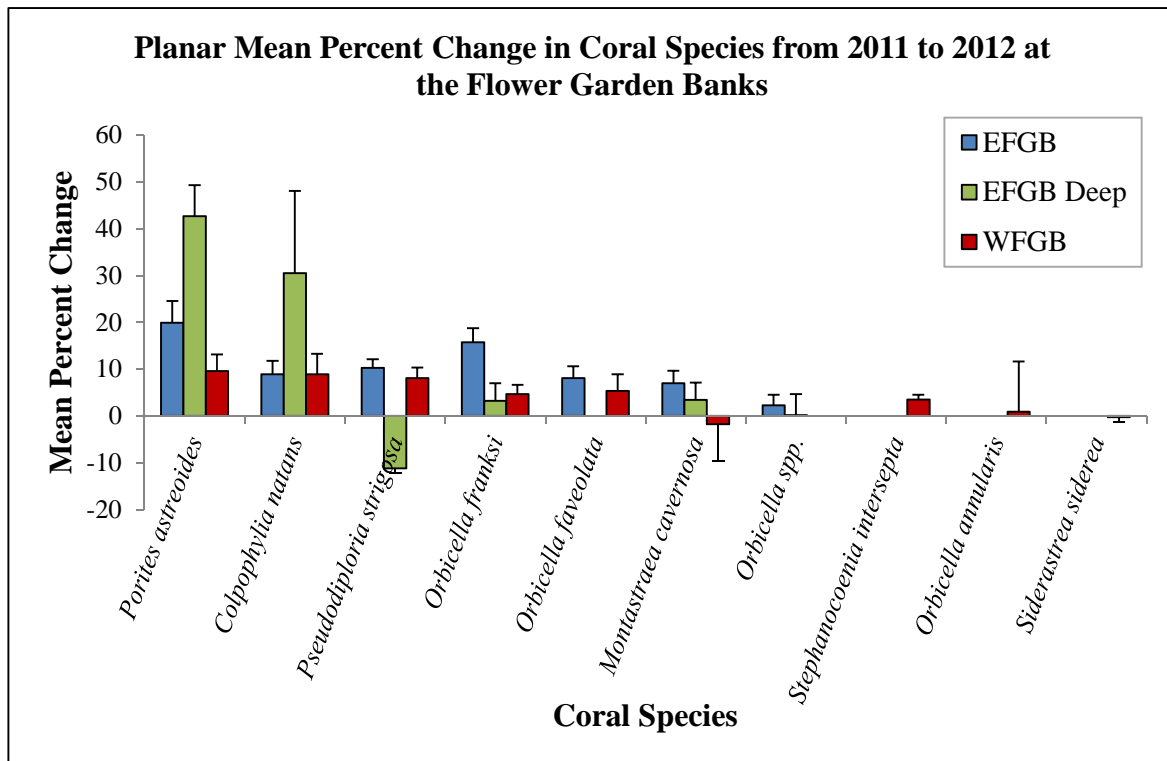 Planar Mean Percent Change in Coral Species from 2011 to 2012 at
the Flower Garden Banks
Mean Percent Change
60
50
40
30
20
10
0
-10
-20
EFGB
EFGB Deep
WFGB
Porites astreoides
Colpophylia natans
Pseudodiploria strigosa
Orbicella franksi
Orbicella faveolata
Montastraea cavernosa
Orbicella spp.
Stephanocoenia intersepta
Orbicella annularis
Siderastrea siderea
Coral Species